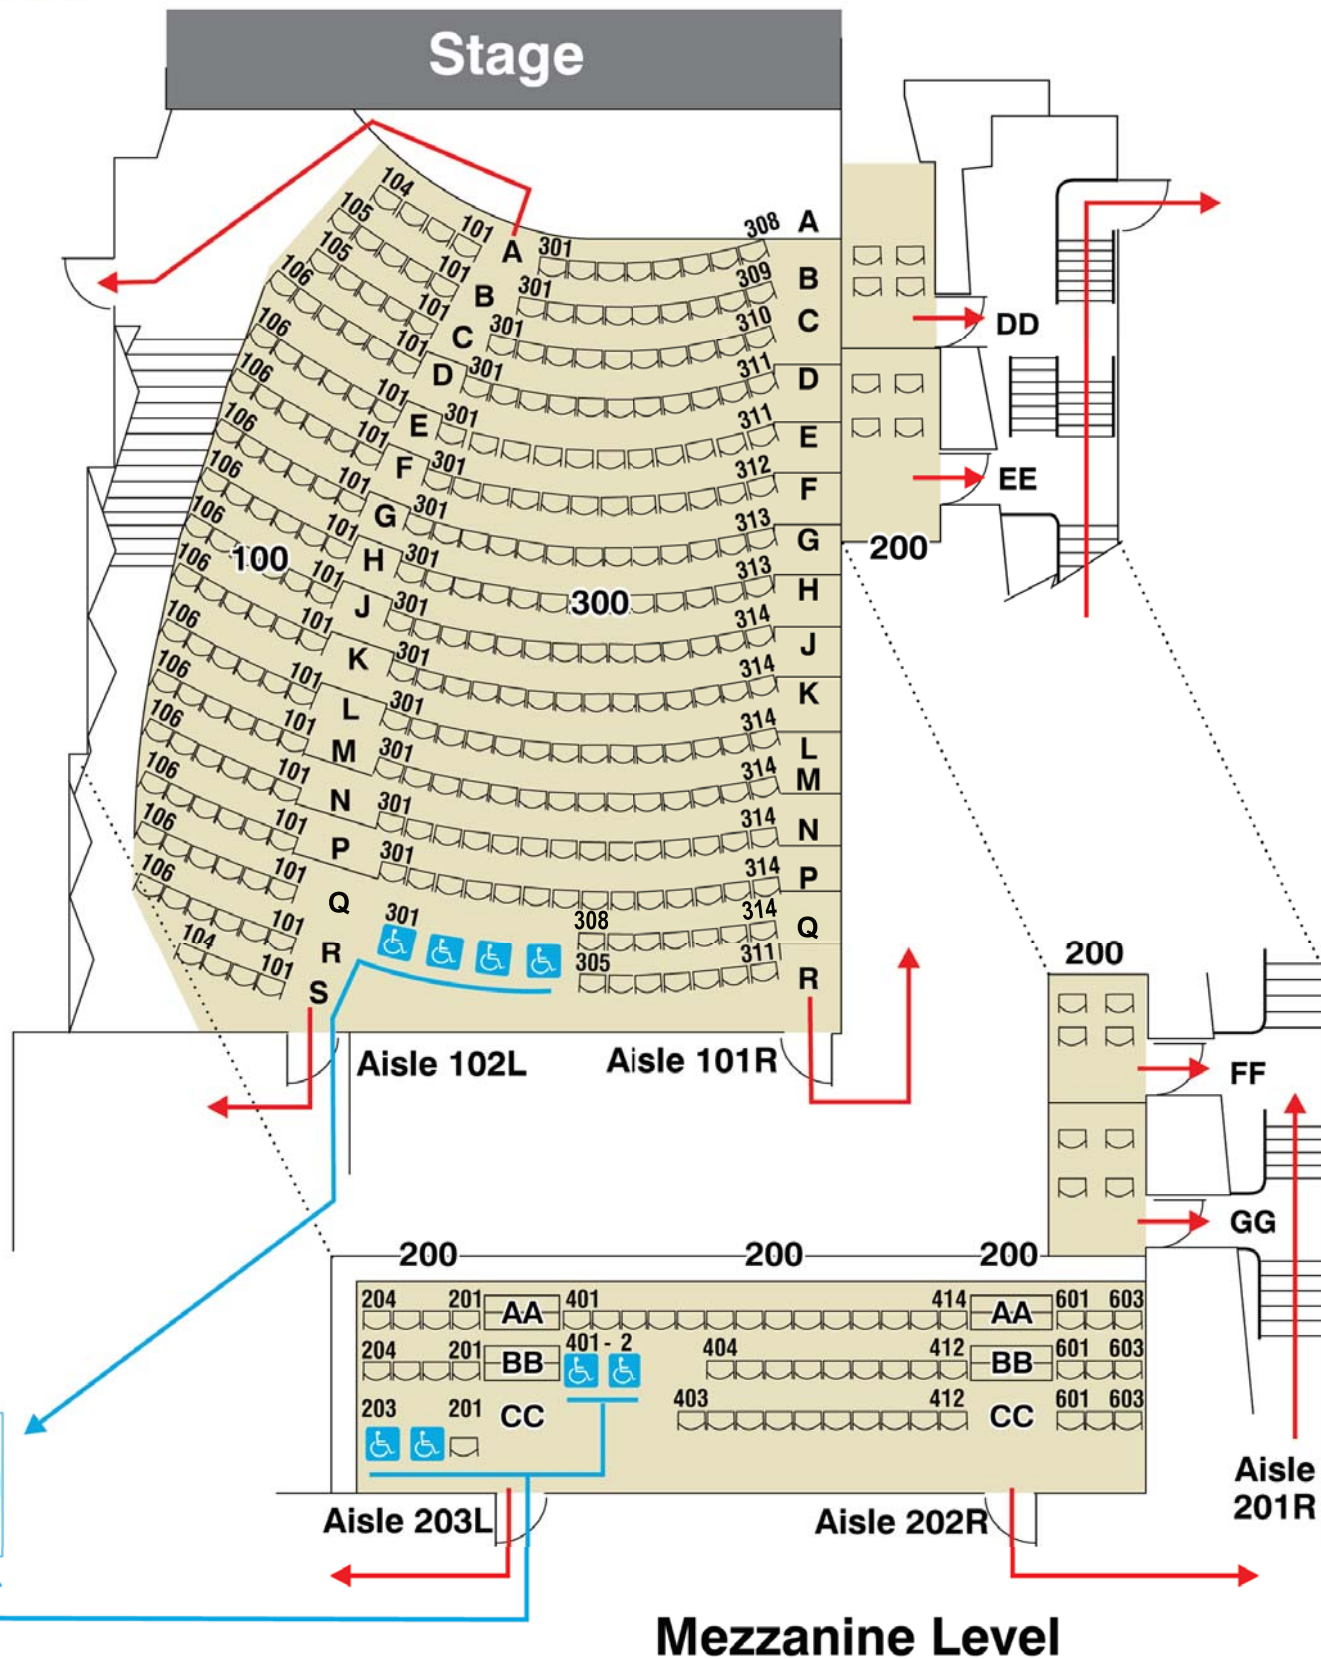 Stage
104 101 A 301 308 A
105 101 B 301 309 B
105 101 C 301 310 C
106 101 D 301 311 D
106 101 E 301 311 E
106 101 F 301 312 F
106 101 G 301 313 G
106 101 H 301 313 H
106 101 J 301 314 J
106 101 K 301 314 K
106 101 L 301 314 L
106 101 M 301 314 M
106 101 N 301 314 N
106 101 P 301 314 P
106 101 Q 301 308 314 Q
106 101 R 305 311 R
104 101 S
100
300
DD
EE
200
Aisle 102L
Aisle 101R
200
FF
GG
200 200 200
204 201 AA 401 414 AA 601 603
204 201 BB 401 - 2 404 412 BB 601 603
203 201 CC 403 412 CC 601 603
Aisle
201R
Aisle 203L
Aisle 202R
Mezzanine Level